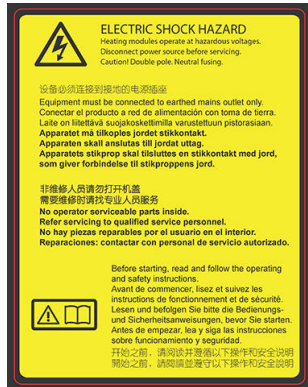 ELECTRIC SHOCK HAZARD
Heating modules operate at hazardous voltages.
Disconnect power source before servicing.
Caution! Double pole. Neutral fusing.
设备必须连接到接地的电源插座
Equipment must be connected to earthed mains outlet only.
Conectar el producto a red de alimentación con toma de tierra.
Laite on liitettävä suojakoskettimilla varustettuun pistorasiaan.
Apparatet må tilkoples jordet stikkontakt.
Apparaten skall anslutas till jordat uttag.
Apparatets stikprop skal tilsluttes en stikkontakt med jord,
som giver forbindelse til stikproppens jord.
非维修人员请勿打开机盖
需要维修时请找专业人员服务
No operator serviceable parts inside.
Refer servicing to qualified service personnel.
No hay piezas reparables por el usuario en el interior.
Reparaciones: contactar con personal de servicio autorizado.
Before starting, read and follow the operating
and safety instructions.
Avant de commencer, lisez et suivez les
instructions de fonctionnement et de sécurité.
Lesen und befolgen Sie bitte die Bedienungs-
und Sicherheitsanweisungen, bevor Sie starten.
Antes de empezar, lea y siga las instrucciones
sobre funcionamiento y seguridad.
开始之前，请阅读并遵循以下操作和安全说明
開始之前，請閱讀並遵守以下操作和安全說明